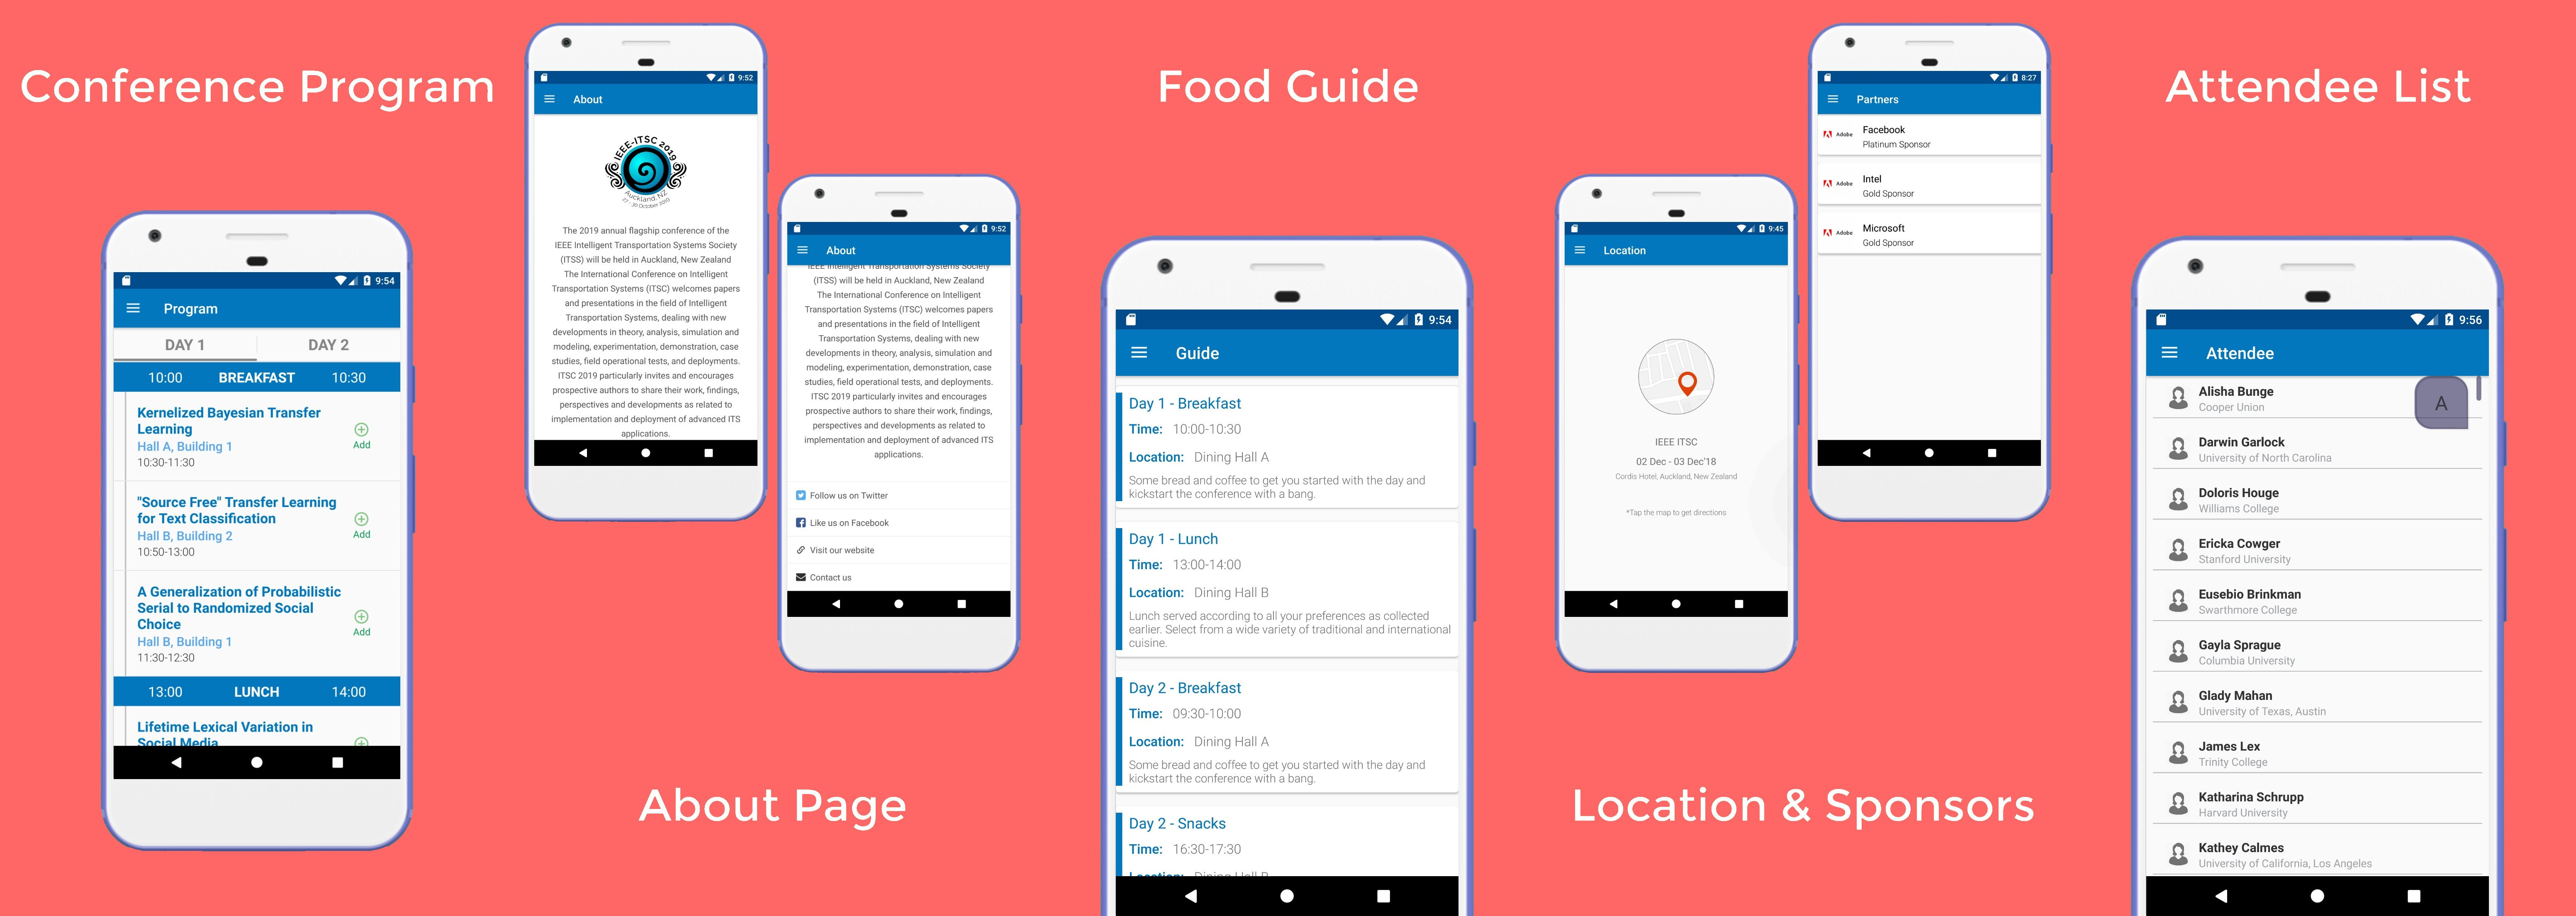 Conference Program
9:54
Program
DAY 1
DAY 2
10:00 BREAKFAST 10:30
Kernelized Bayesian Transfer
Learning
Hall A, Building 1
10:30-11:30
Add
"Source Free" Transfer Learning
for Text Classification
Hall B, Building 2
10:50-13:00
Add
A Generalization of Probabilistic
Serial to Randomized Social
Choice
Hall B, Building 1
11:30-12:30
Add
13:00 LUNCH 14:00
Lifetime Lexical Variation in
Social Media
9:52
About
IEEE-ITSC 2019
Auckland, NZ
27 - 30 October 2019
The 2019 annual flagship conference of the
IEEE Intelligent Transportation Systems Society
(ITSS) will be held in Auckland, New Zealand
The International Conference on Intelligent
Transportation Systems (ITSC) welcomes papers
and presentations in the field of Intelligent
Transportation Systems, dealing with new
developments in theory, analysis, simulation and
modeling, experimentation, demonstration, case
studies, field operational tests, and deployments.
ITSC 2019 particularly invites and encourages
prospective authors to share their work, findings,
perspectives and developments as related to
implementation and deployment of advanced ITS
applications.
9:52
About
IEEE Intelligent Transportation Systems Society
(ITSS) will be held in Auckland, New Zealand
The International Conference on Intelligent
Transportation Systems (ITSC) welcomes papers
and presentations in the field of Intelligent
Transportation Systems, dealing with new
developments in theory, analysis, simulation and
modeling, experimentation, demonstration, case
studies, field operational tests, and deployments.
ITSC 2019 particularly invites and encourages
prospective authors to share their work, findings,
perspectives and developments as related to
implementation and deployment of advanced ITS
applications.
Follow us on Twitter
Like us on Facebook
Visit our website
Contact us
About Page
Food Guide
9:54
Guide
Day 1 - Breakfast
Time: 10:00-10:30
Location: Dining Hall A
Some bread and coffee to get you started with the day and
kickstart the conference with a bang.
Day 1 - Lunch
Time: 13:00-14:00
Location: Dining Hall B
Lunch served according to all your preferences as collected
earlier. Select from a wide variety of traditional and international
cuisine.
Day 2 - Breakfast
Time: 09:30-10:00
Location: Dining Hall A
Some bread and coffee to get you started with the day and
kickstart the conference with a bang.
Day 2 - Snacks
Time: 16:30-17:30
Location: Dining Hall B
9:45
Location
IEEE ITSC
02 Dec - 03 Dec'18
Cordis Hotel, Auckland, New Zealand
*Tap the map to get directions
8:27
Partners
Adobe
Facebook
Platinum Sponsor
Adobe
Intel
Gold Sponsor
Adobe
Microsoft
Gold Sponsor
Location & Sponsors
Attendee List
9:56
Attendee
A
Alisha Bunge
Cooper Union
Darwin Garlock
University of North Carolina
Doloris Houge
Williams College
Ericka Cowger
Stanford University
Eusebio Brinkman
Swarthmore College
Gayla Sprague
Columbia University
Glady Mahan
University of Texas, Austin
James Lex
Trinity College
Katharina Schrupp
Harvard University
Kathey Calmes
University of California, Los Angeles